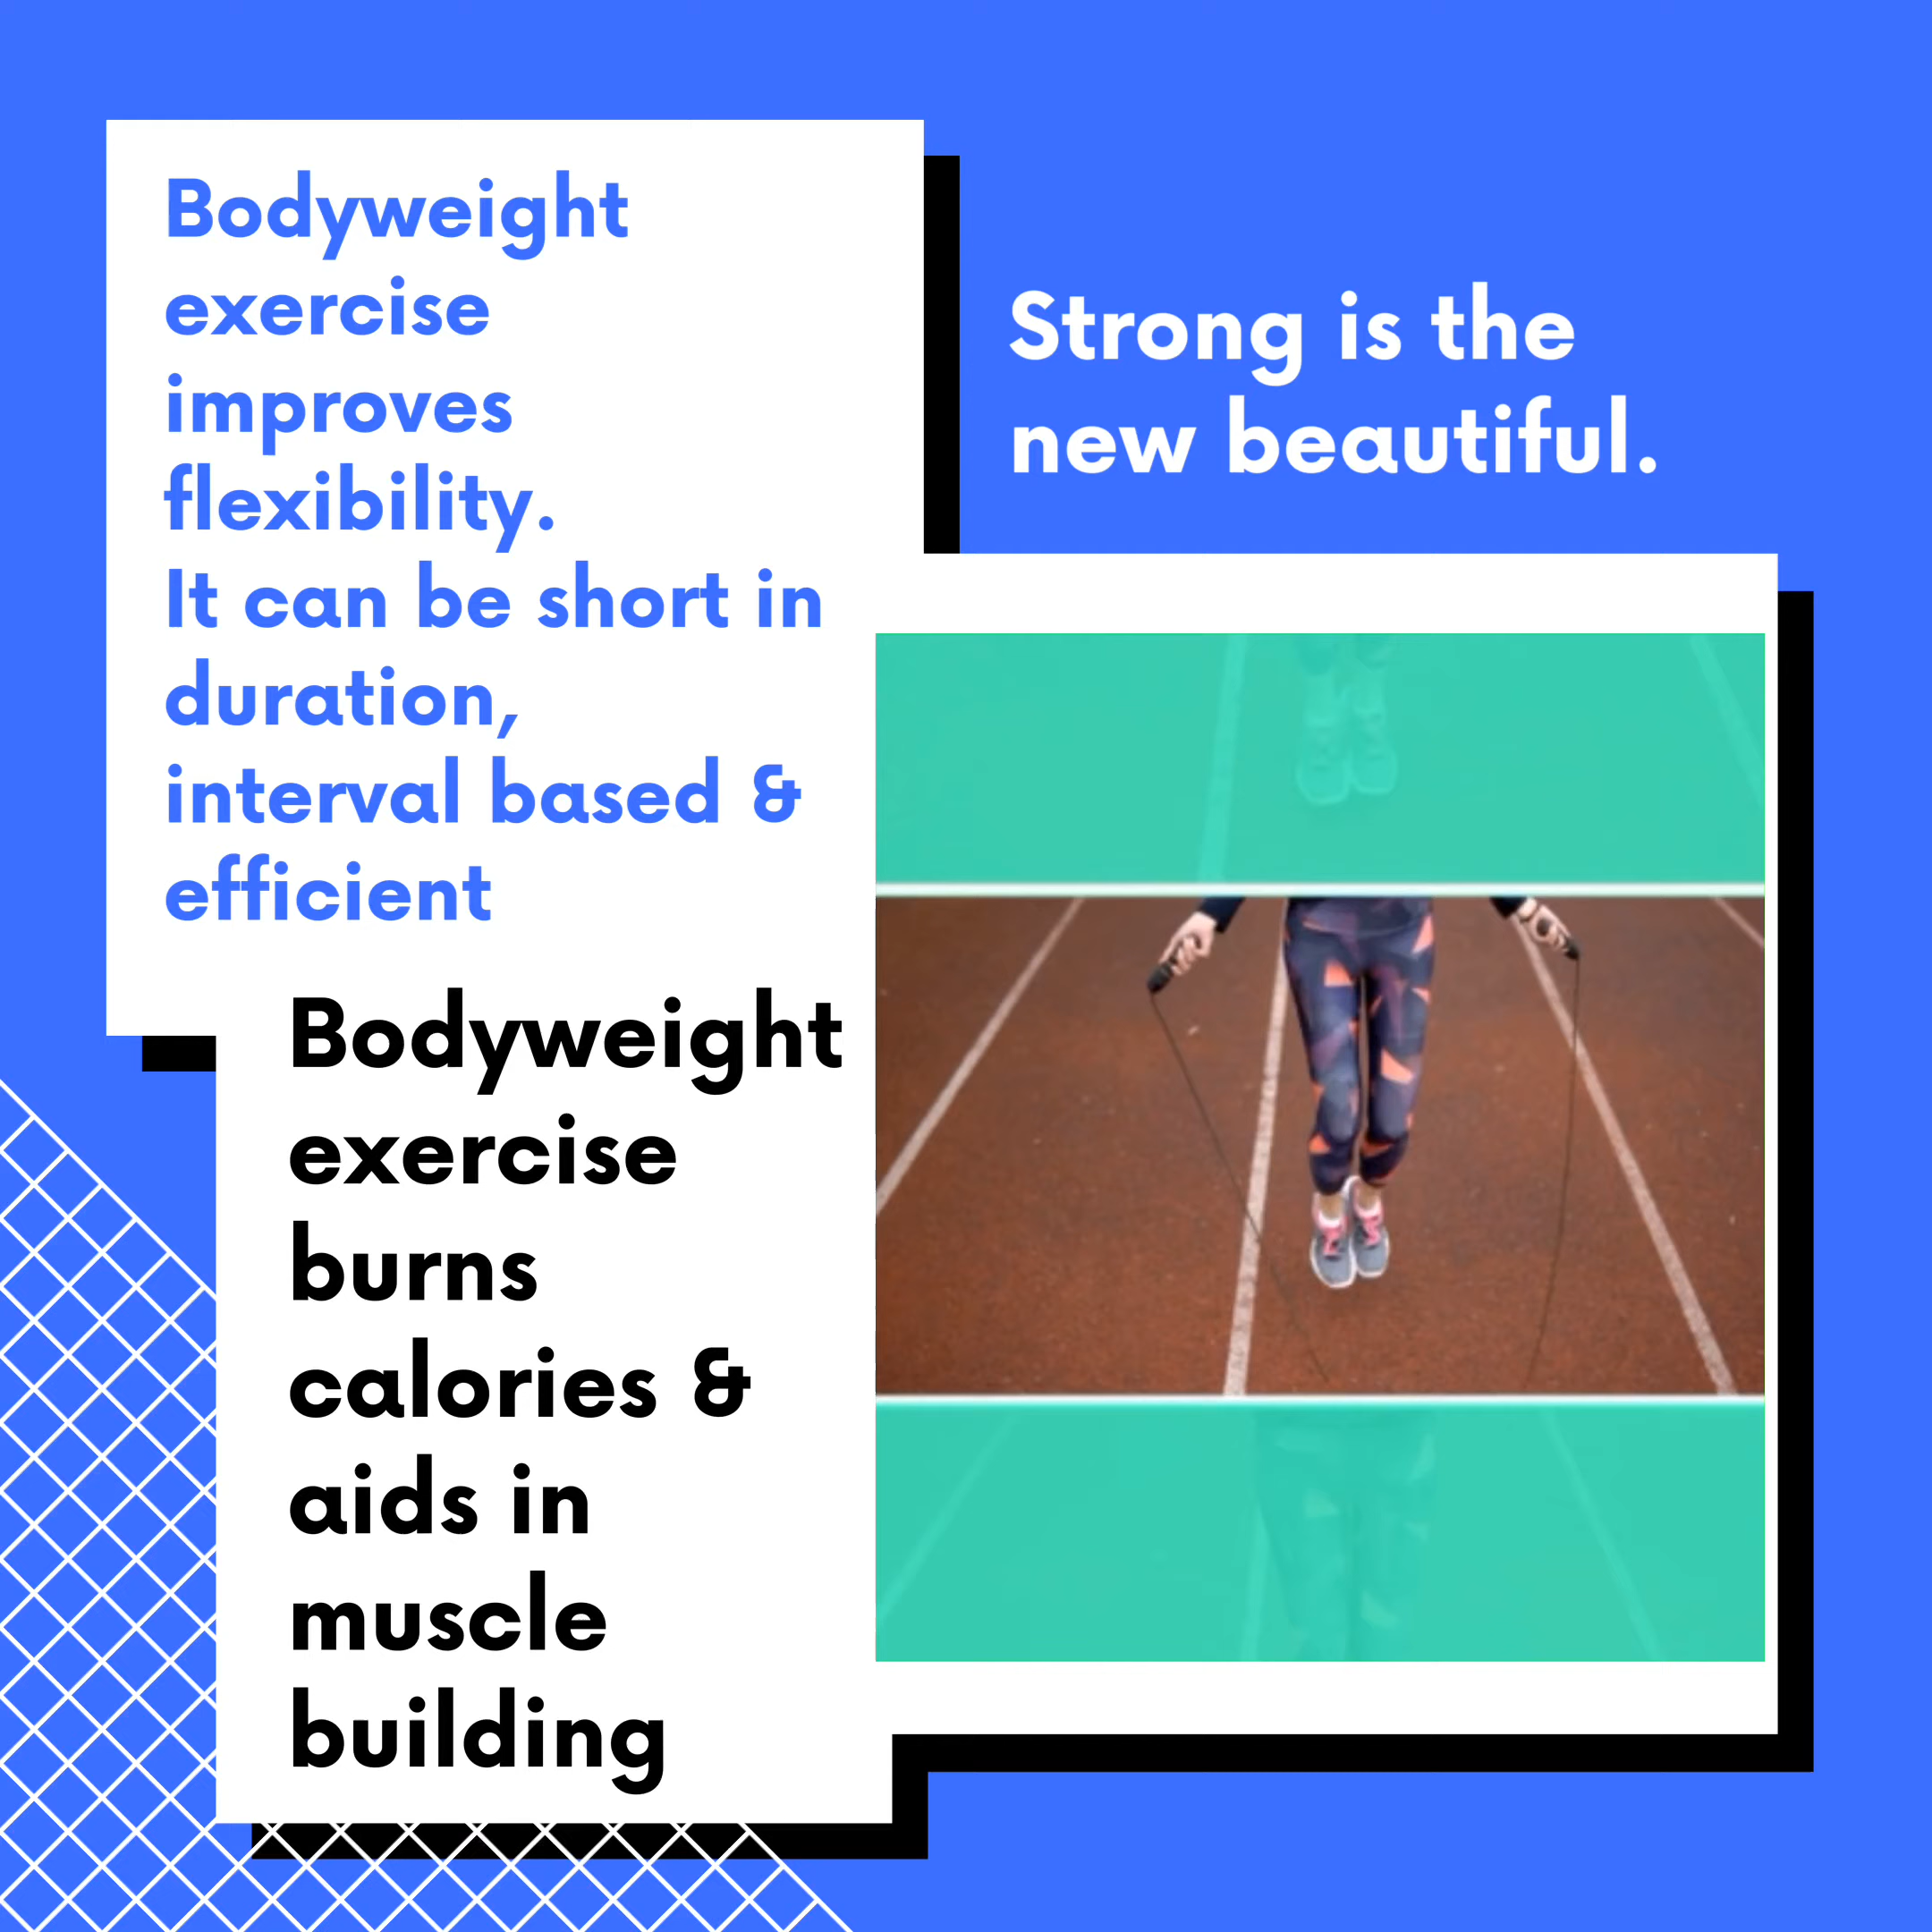 Bodyweight
exercise
improves
flexibility.
It can be short in
duration,
interval based &
efficient
Strong is the
new beautiful.
Bodyweight
exercise
burns
calories &
aids in
muscle
building